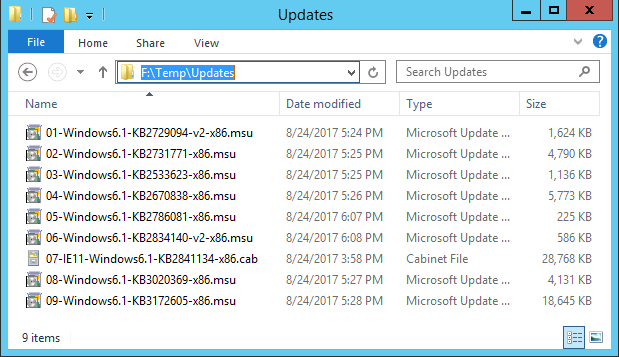 Updates
File Home Share View
F:\Temp\Updates Search Updates
Name Date modified Type Size
01-Windows6.1-KB2729094-v2-x86.msu 8/24/2017 5:24 PM Microsoft Update ... 1,624 KB
02-Windows6.1-KB2731771-x86.msu 8/24/2017 5:25 PM Microsoft Update ... 4,790 KB
03-Windows6.1-KB2533623-x86.msu 8/24/2017 5:25 PM Microsoft Update ... 1,136 KB
04-Windows6.1-KB2670838-x86.msu 8/24/2017 5:26 PM Microsoft Update ... 5,773 KB
05-Windows6.1-KB2786081-x86.msu 8/24/2017 6:07 PM Microsoft Update ... 225 KB
06-Windows6.1-KB2834140-v2-x86.msu 8/24/2017 6:08 PM Microsoft Update ... 586 KB
07-IE11-Windows6.1-KB2841134-x86.cab 8/24/2017 3:58 PM Cabinet File 28,768 KB
08-Windows6.1-KB3020369-x86.msu 8/24/2017 5:27 PM Microsoft Update ... 4,131 KB
09-Windows6.1-KB3172605-x86.msu 8/24/2017 5:28 PM Microsoft Update ... 18,645 KB
9 items